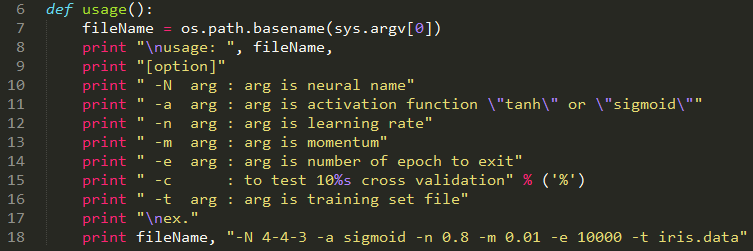 6 def usage():
7     fileName = os.path.basename(sys.argv[0])
8     print "\nusage: ", fileName,
9     print "[option]"
10     print " -N  arg : arg is neural name"
11     print " -a  arg : arg is activation function \"tanh\" or \"sigmoid\""
12     print " -n  arg : arg is learning rate"
13     print " -m  arg : arg is momentum"
14     print " -e  arg : arg is number of epoch to exit"
15     print " -c      : to test 10%s cross validation" % ('%')
16     print " -t  arg : arg is training set file"
17     print "\nex."
18     print fileName, "-N 4-4-3 -a sigmoid -n 0.8 -m 0.01 -e 10000 -t iris.data"